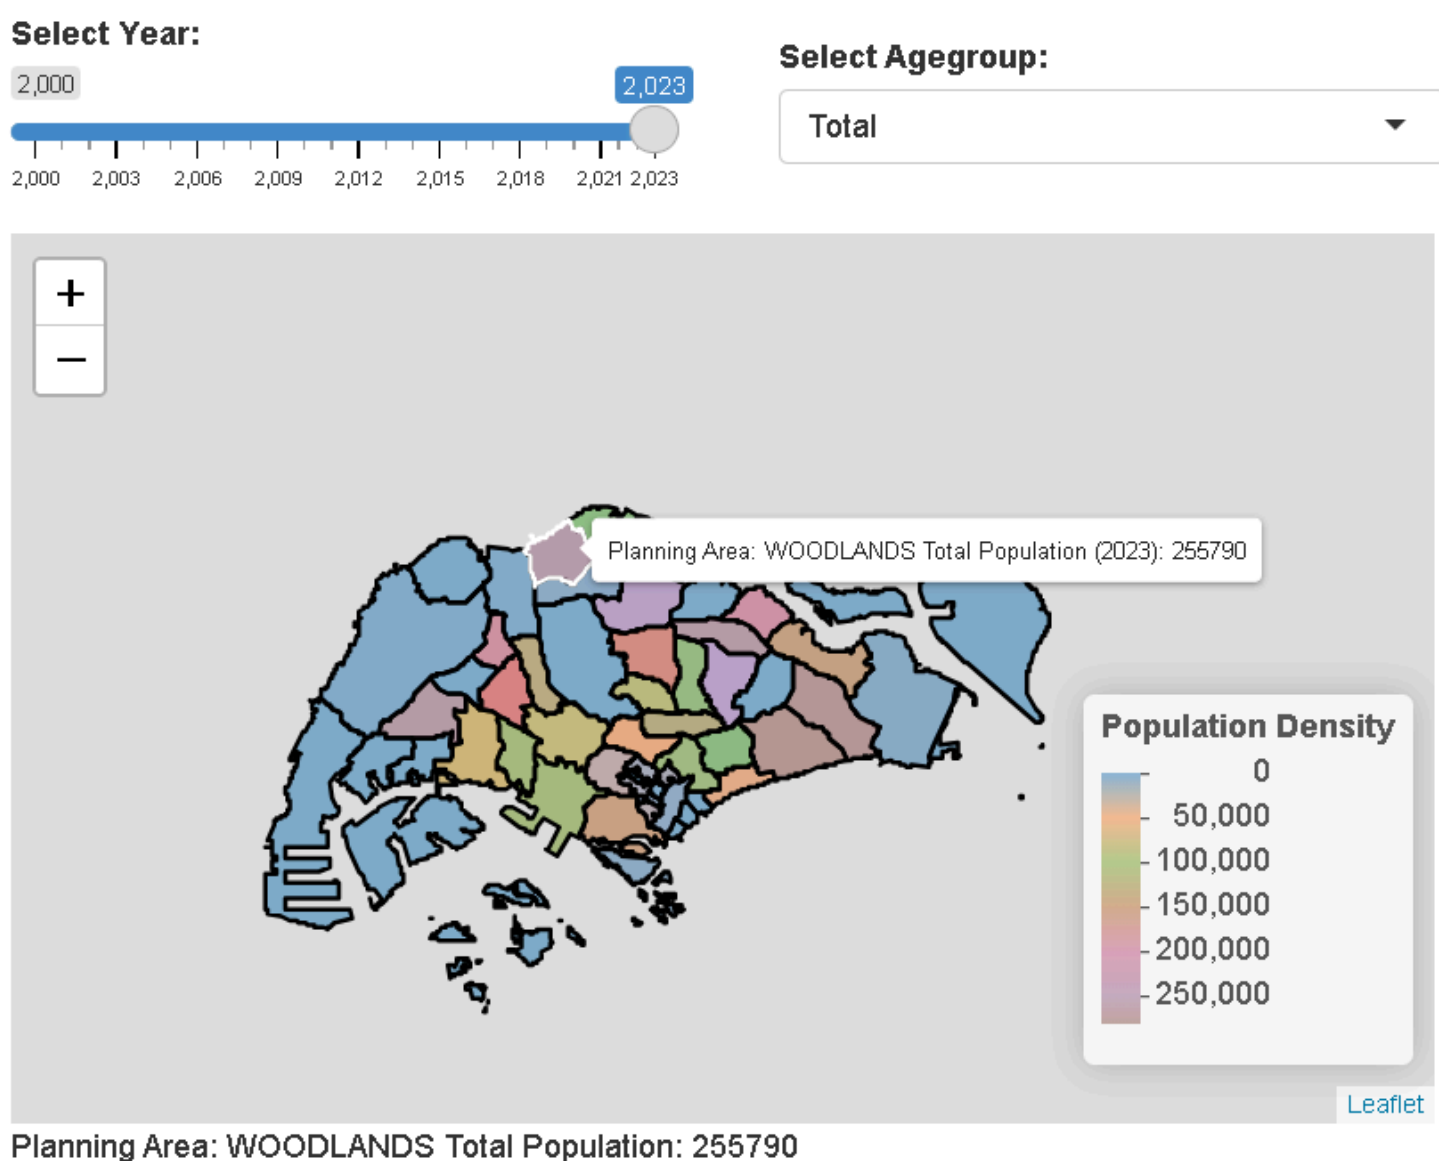 Select Year:
2,000
2,023
2,000 2,003 2,006 2,009 2,012 2,015 2,018 2,021 2,023
Select Agegroup:
Total
+
−
Planning Area: WOODLANDS Total Population (2023): 255790
Population Density
0
50,000
100,000
150,000
200,000
250,000
Leaflet
Planning Area: WOODLANDS Total Population: 255790